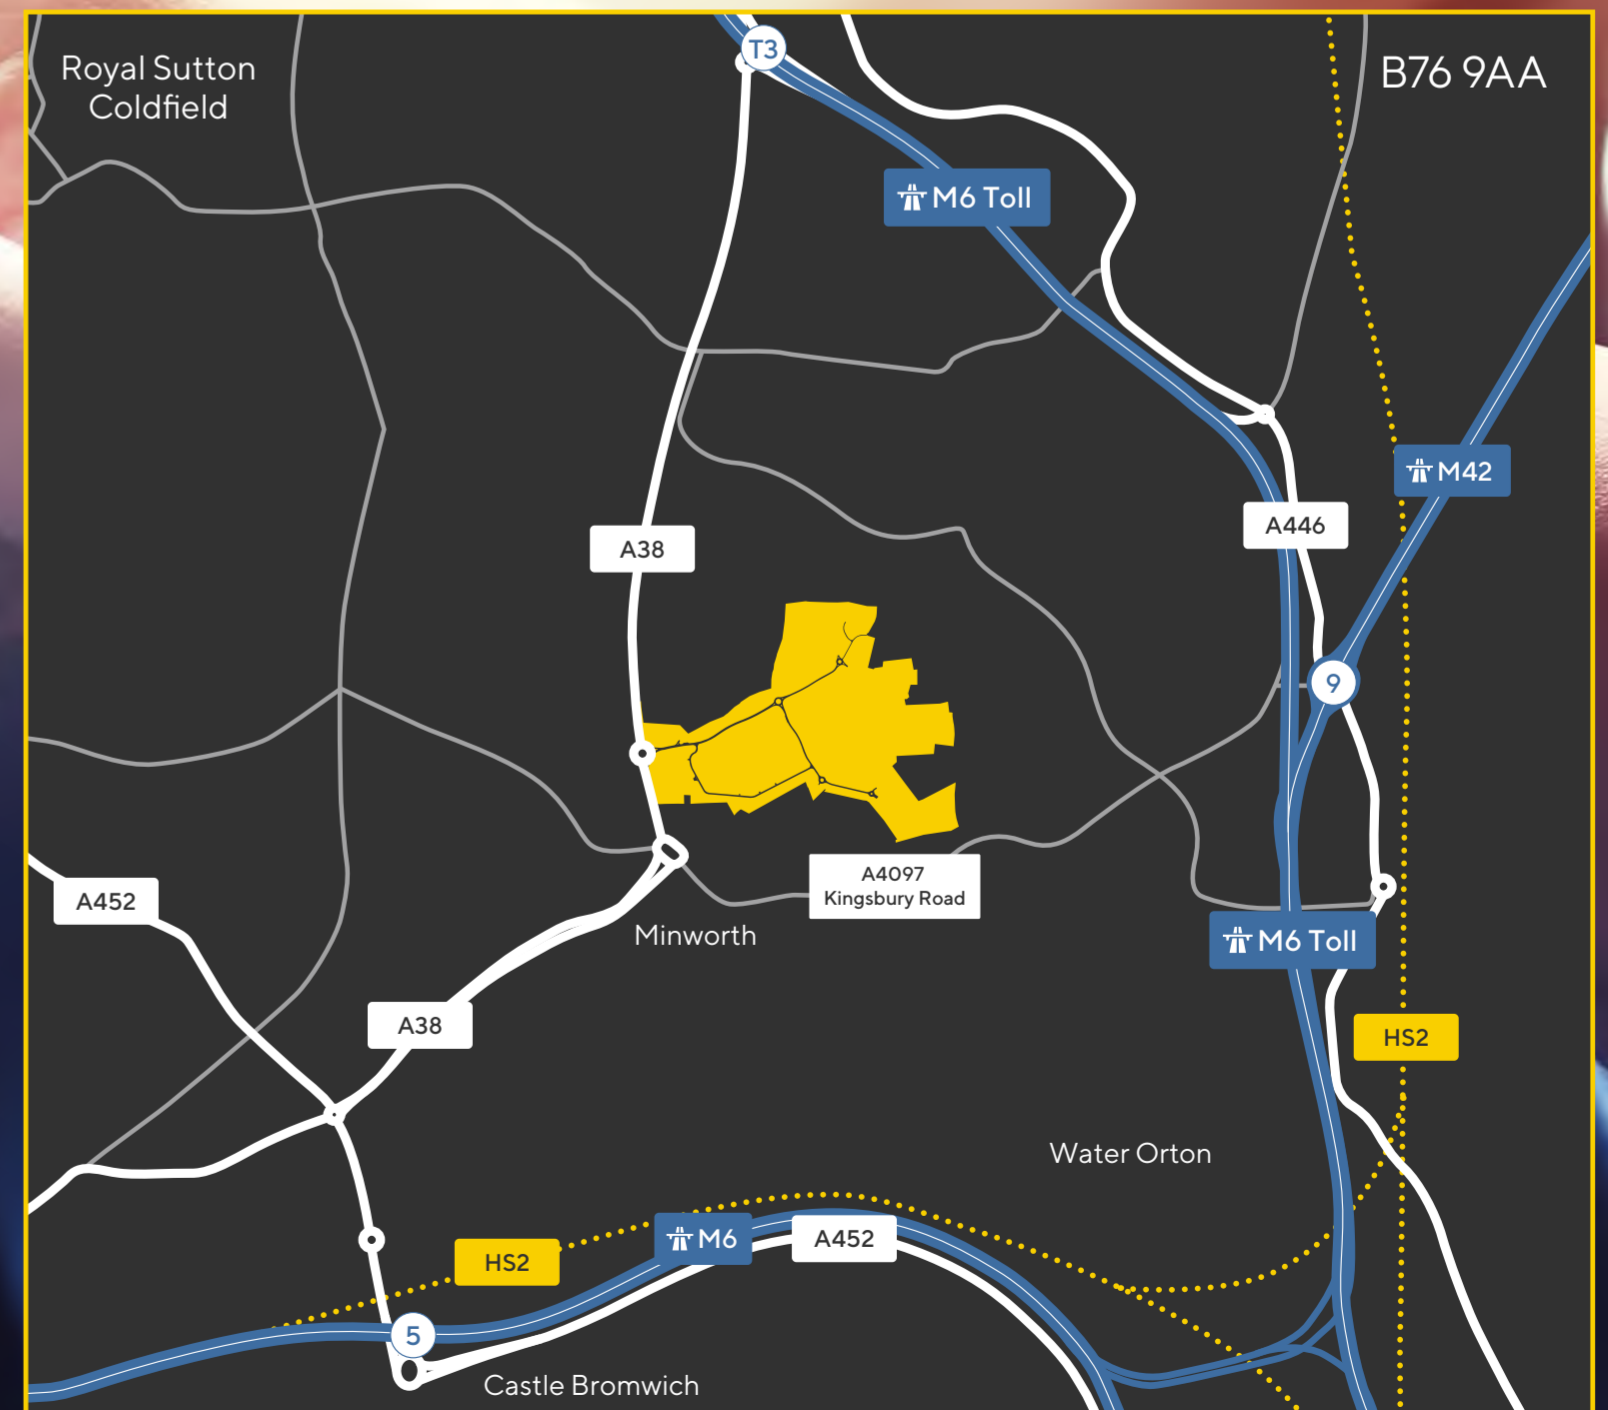 Royal Sutton
Coldfield
T3
B76 9AA
M6 Toll
M42
A446
A38
9
A4097
Kingsbury Road
A452
Minworth
M6 Toll
A38
HS2
Water Orton
M6
A452
HS2
5
Castle Bromwich